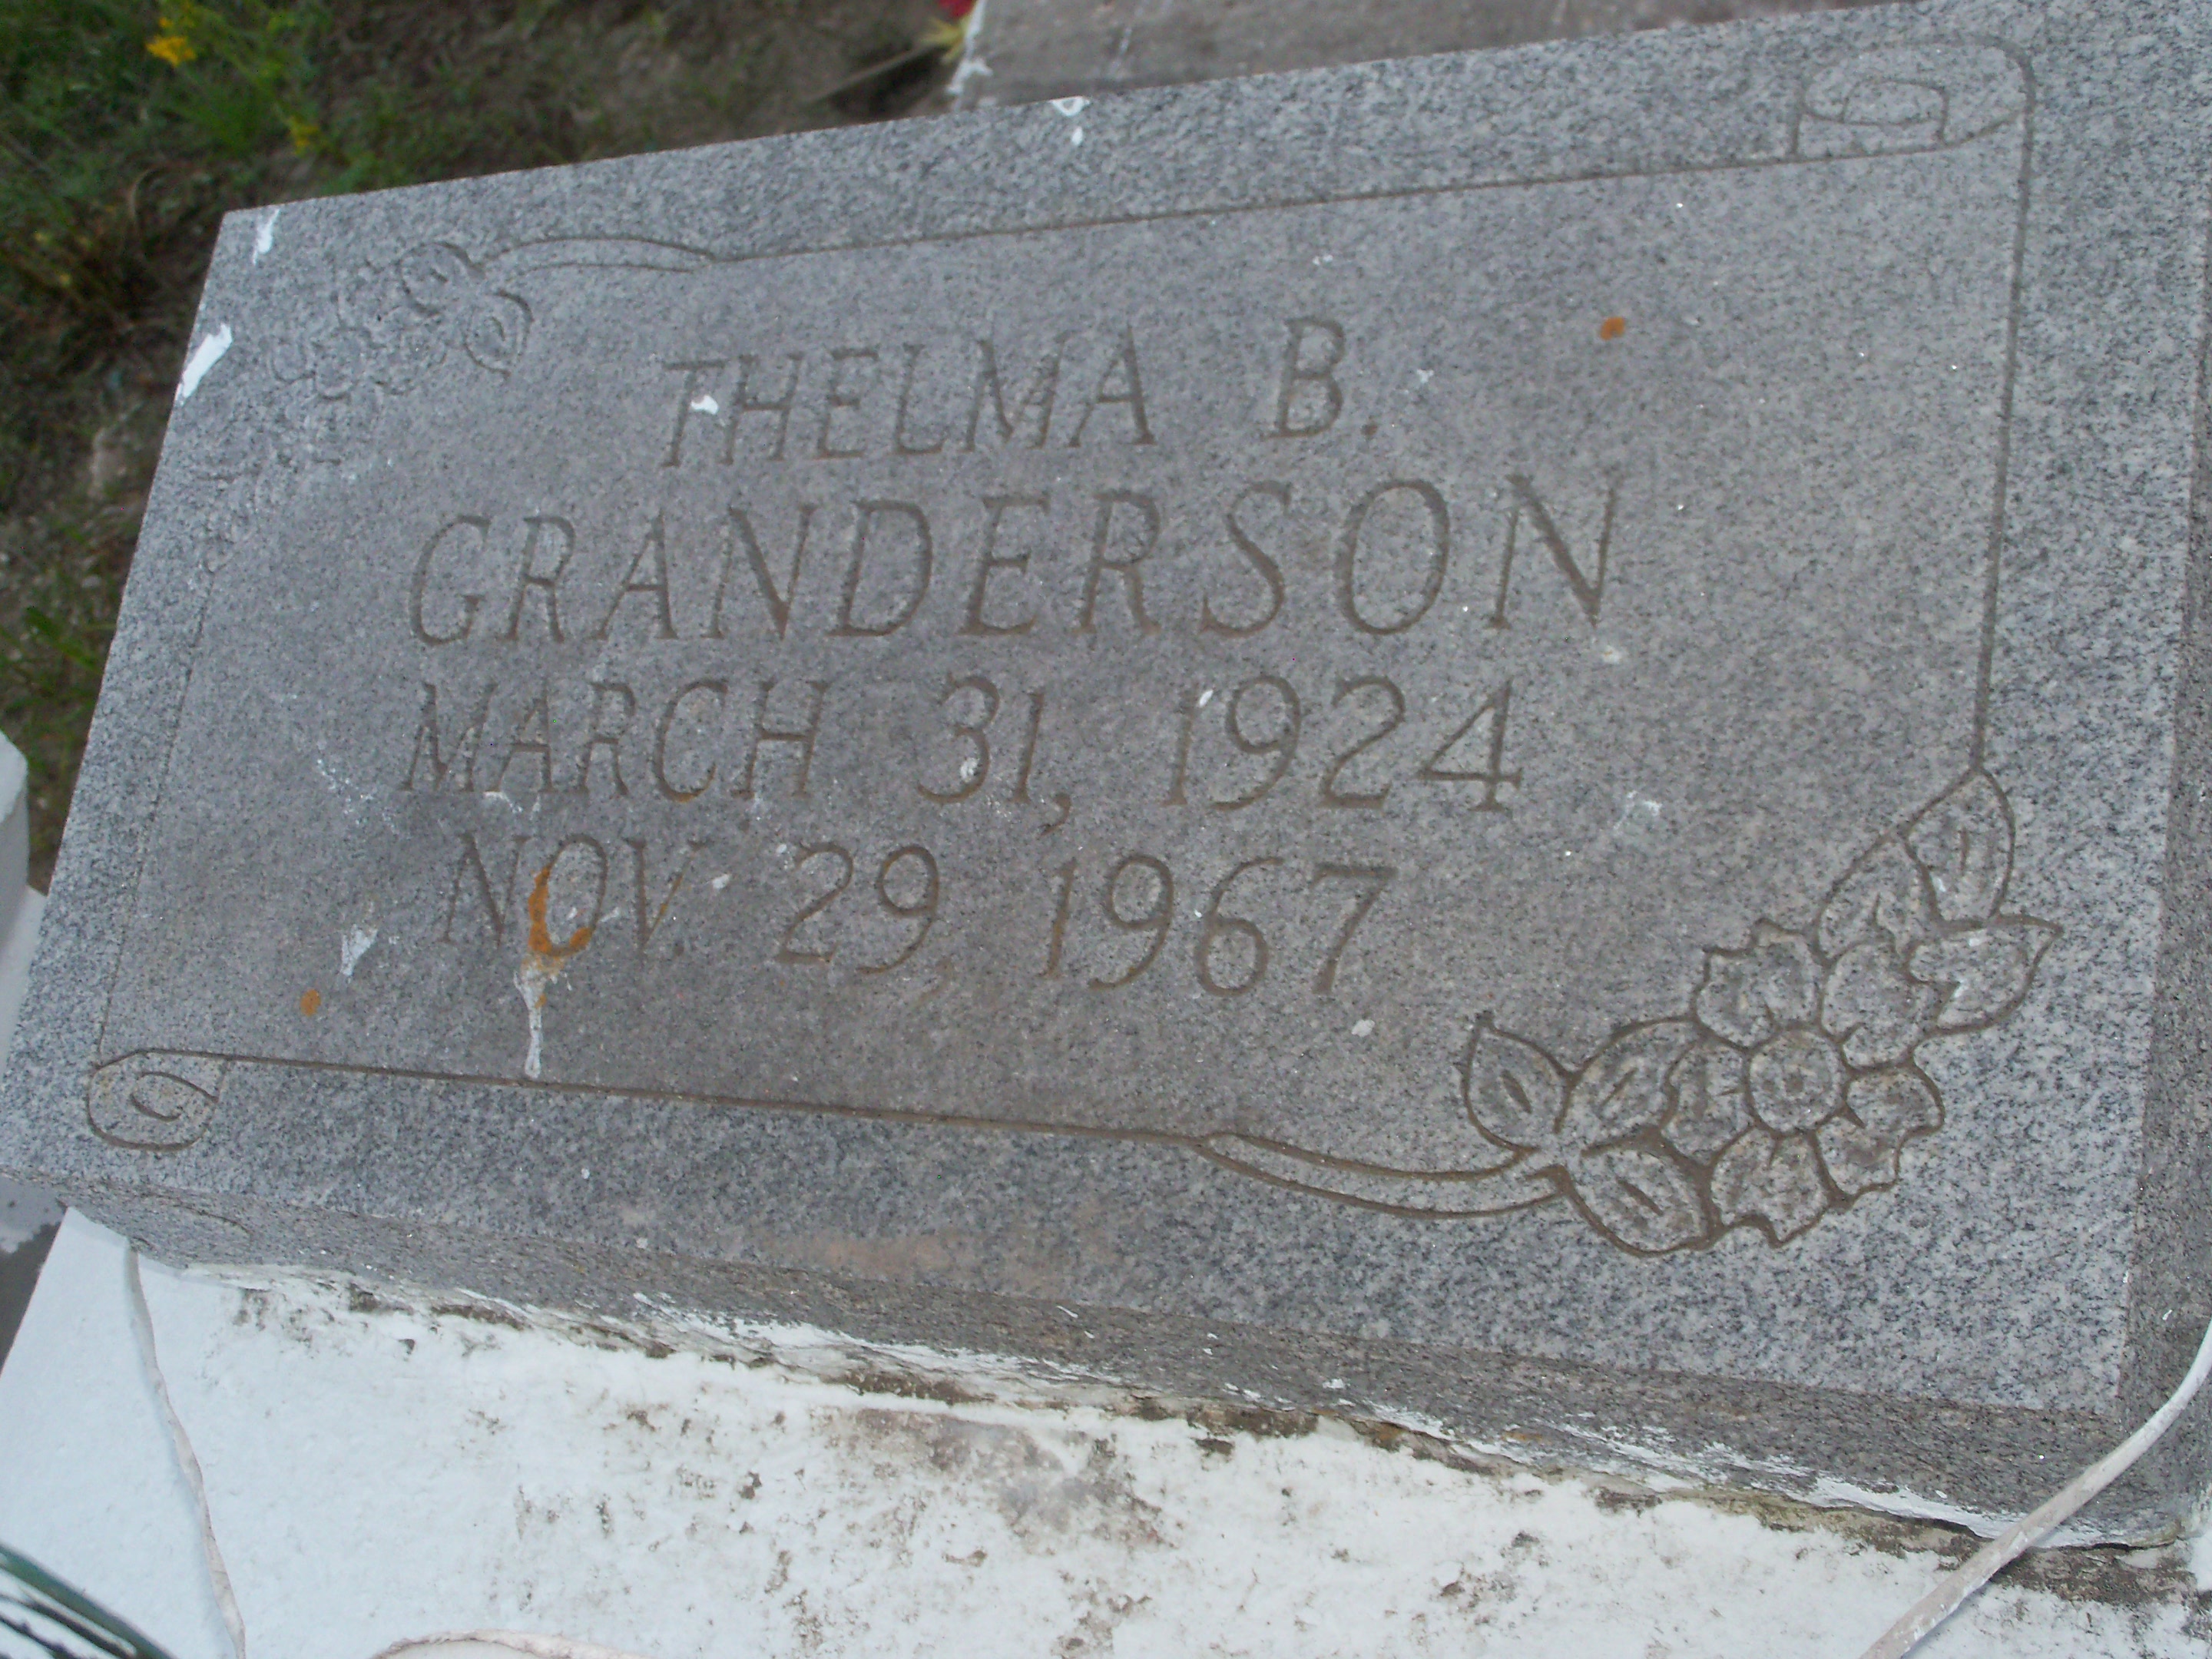 THELMA B.
GRANDERSON
MARCH 31, 1924
NOV. 29, 1967